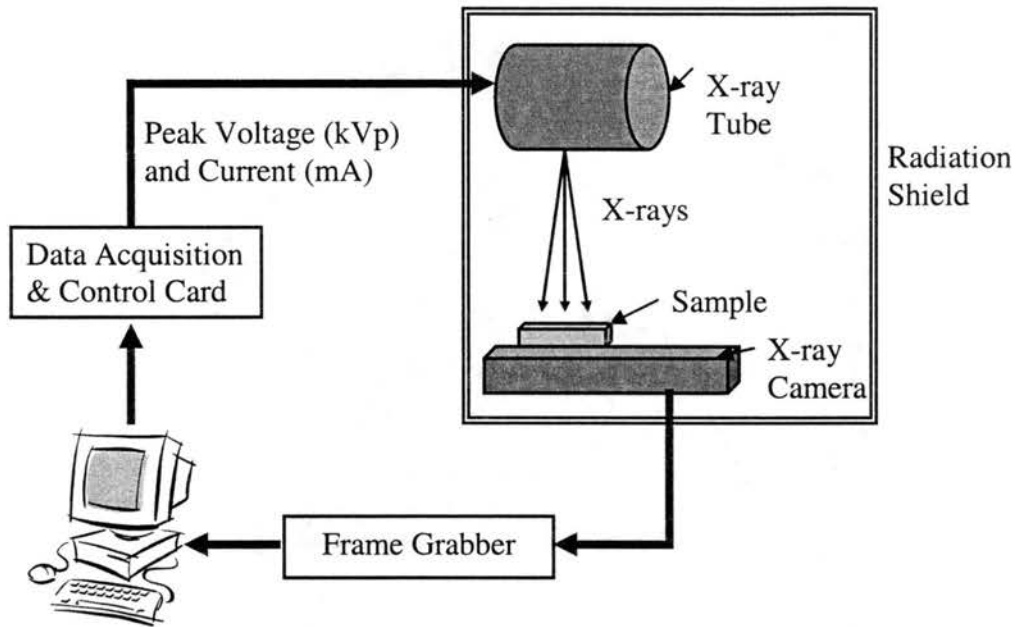 X-ray
Tube
Peak Voltage (kVp)
and Current (mA)
Radiation
Shield
X-rays
Data Acquisition
& Control Card
Sample
X-ray
Camera
Frame Grabber